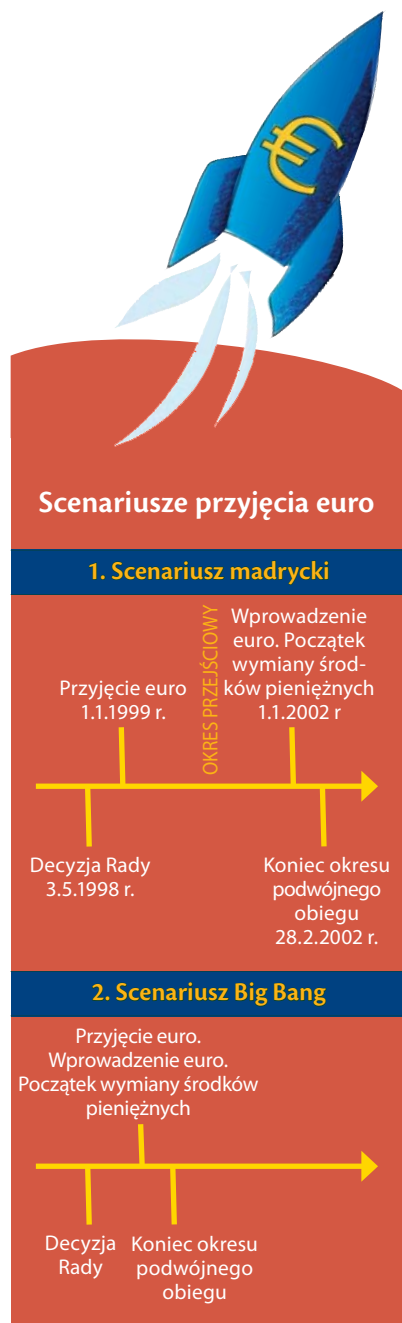 €
Scenariusze przyjęcia euro
1. Scenariusz madrycki
Przyjęcie euro
1.1.1999 r.
OKRES PRZEJŚCIOWY
Wprowadzenie
euro. Początek
wymiany środ-
ków pieniężnych
1.1.2002 r
Decyzja Rady
3.5.1998 r.
Koniec okresu
podwójnego
obiegu
28.2.2002 r.
2. Scenariusz Big Bang
Przyjęcie euro.
Wprowadzenie euro.
Początek wymiany środków
pieniężnych
Decyzja
Rady
Koniec okresu
podwójnego
obiegu